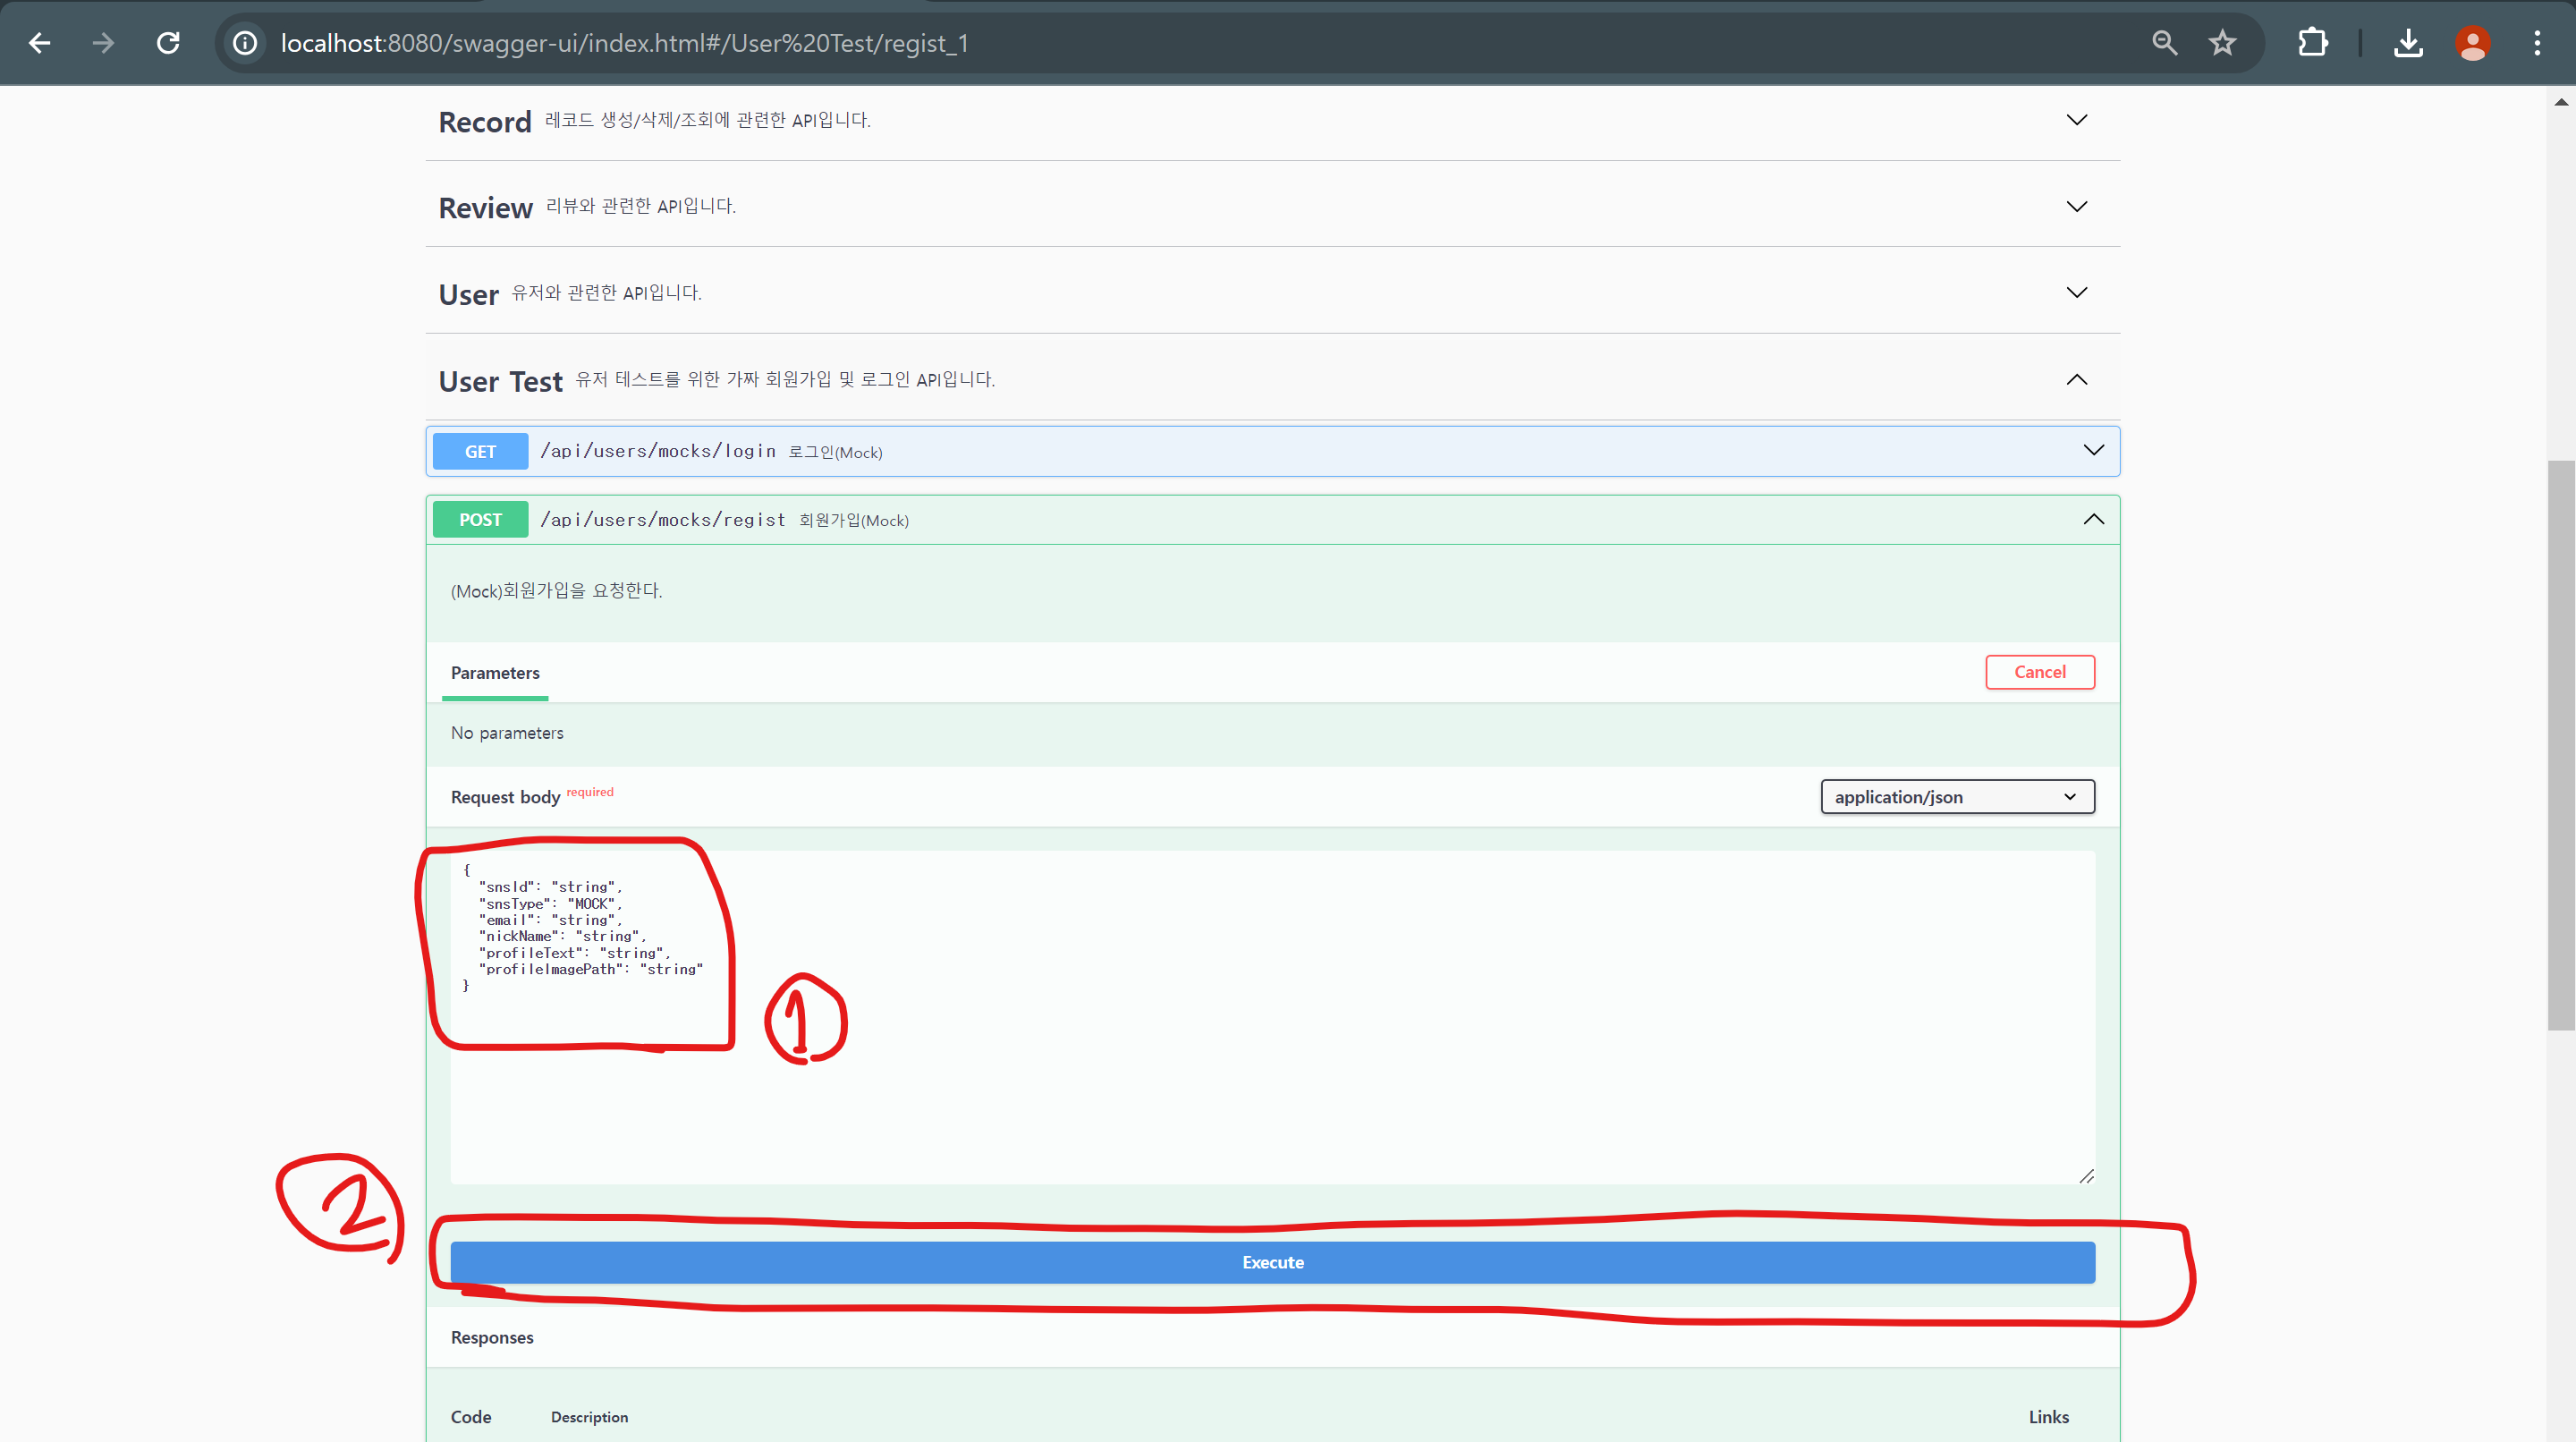 localhost:8080/swagger-ui/index.html#/User%20Test/regist_1
Record 레코드 생성/삭제/조회에 관련한 API입니다.
Review 리뷰와 관련한 API입니다.
User 유저와 관련한 API입니다.
User Test 유저 테스트를 위한 가짜 회원가입 및 로그인 API입니다.
GET /api/users/mocks/login 로그인(Mock)
POST /api/users/mocks/regist 회원가입(Mock)
(Mock)회원가입을 요청한다.
Parameters Cancel
No parameters
Request body required application/json
{
"snsId": "string",
"snsType": "MOCK",
"email": "string",
"nickName": "string",
"profileText": "string",
"profileImagePath": "string"
}
1
2
Execute
Responses
Code Description Links